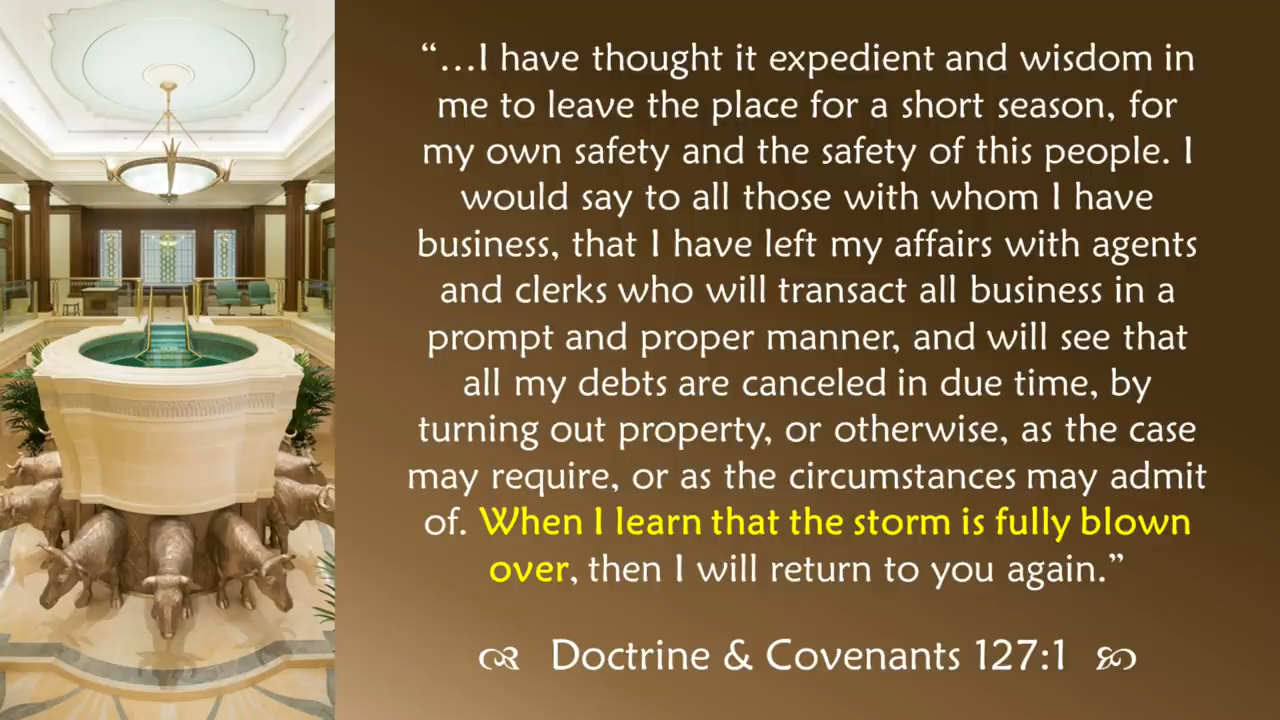 “…I have thought it expedient and wisdom in
me to leave the place for a short season, for
my own safety and the safety of this people. I
would say to all those with whom I have
business, that I have left my affairs with agents
and clerks who will transact all business in a
prompt and proper manner, and will see that
all my debts are canceled in due time, by
turning out property, or otherwise, as the case
may require, or as the circumstances may admit
of. When I learn that the storm is fully blown
over, then I will return to you again.”
Doctrine & Covenants 127:1